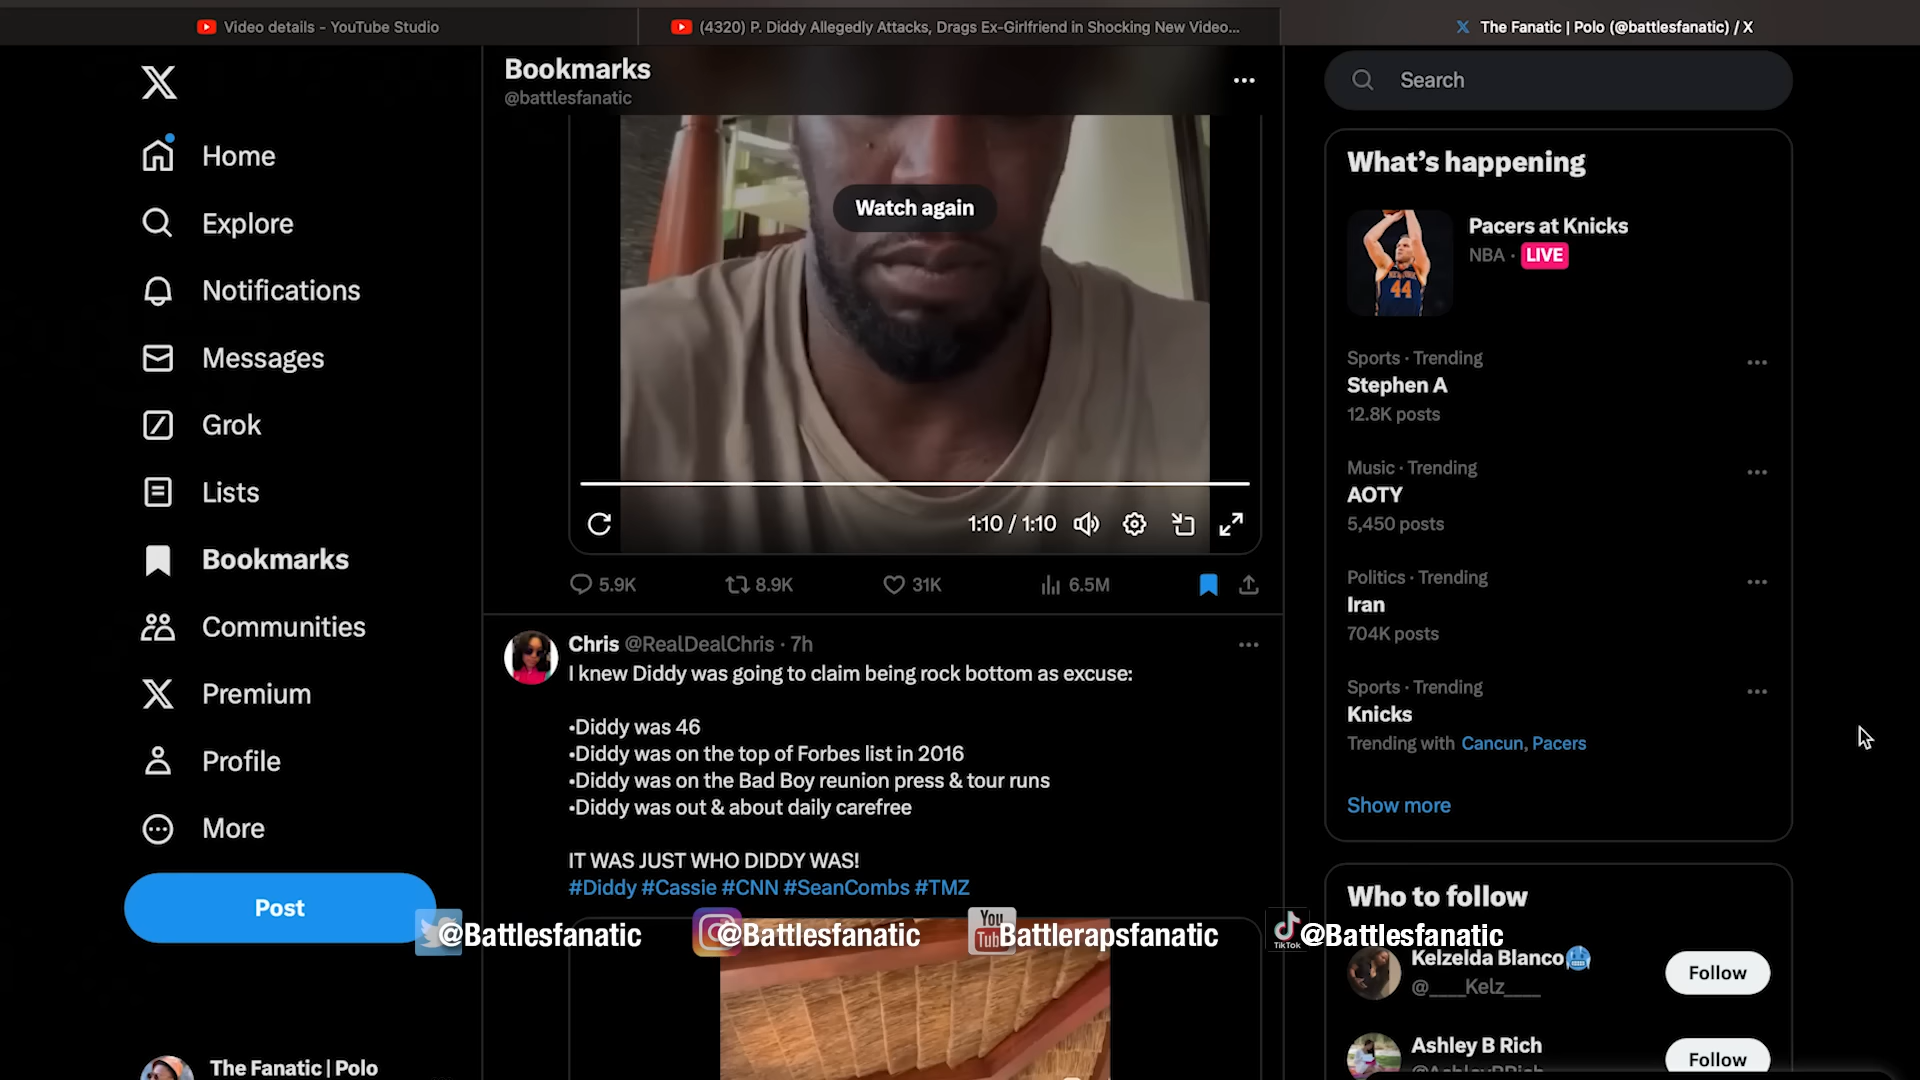 Video details - YouTube Studio
(4320) P. Diddy Allegedly Attacks, Drags Ex-Girlfriend in Shocking New Video...
The Fanatic | Polo (@battlesfanatic) / X
Home
Explore
Notifications
Messages
Grok
Lists
Bookmarks
Communities
Premium
Profile
More
Post
The Fanatic | Polo
Bookmarks
@battlesfanatic
Watch again
1:10 / 1:10
5.9K
8.9K
31K
6.5M
Chris @RealDealChris · 7h
I knew Diddy was going to claim being rock bottom as excuse:
•Diddy was 46
•Diddy was on the top of Forbes list in 2016
•Diddy was on the Bad Boy reunion press & tour runs
•Diddy was out & about daily carefree
IT WAS JUST WHO DIDDY WAS!
#Diddy #Cassie #CNN #SeanCombs #TMZ
@Battlesfanatic
@Battlesfanatic
You
Tube
Battlerapsfanatic
TikTok
@Battlesfanatic
Search
What's happening
Pacers at Knicks
NBA · LIVE
NEW YORK
44
Sports · Trending
Stephen A
12.8K posts
Music · Trending
AOTY
5,450 posts
Politics · Trending
Iran
704K posts
Sports · Trending
Knicks
Trending with Cancun, Pacers
Show more
Who to follow
Kelzelda Blanco
@____Kelz____
Follow
Ashley B Rich
Follow